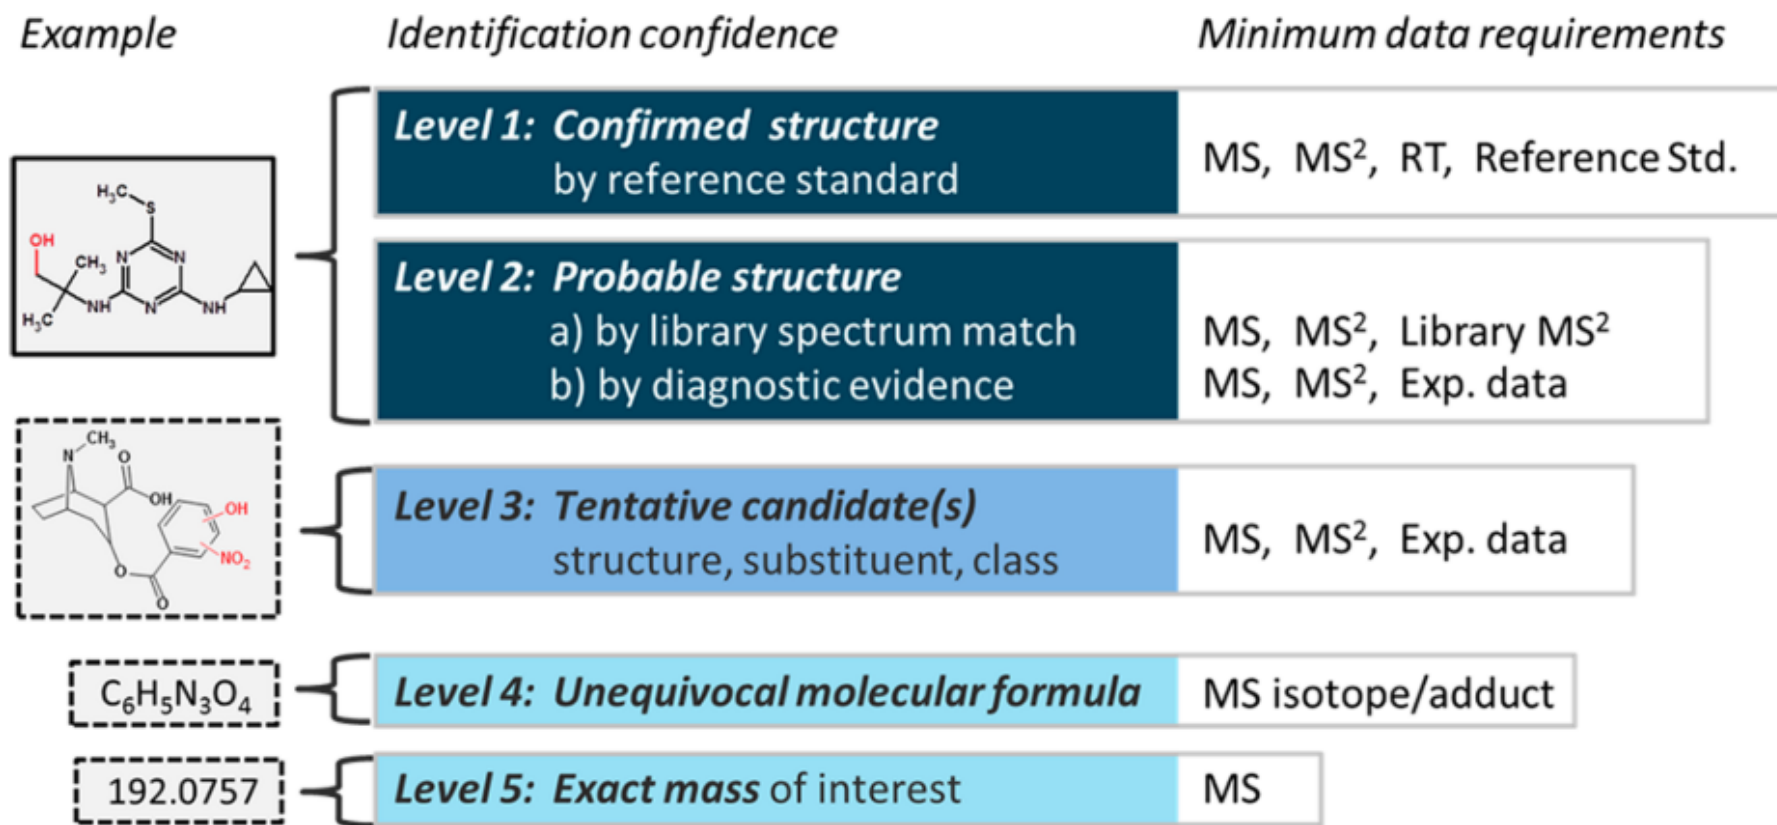 Example Identification confidence Minimum data requirements
Level 1: Confirmed structure
by reference standard
MS, MS², RT, Reference Std.
H₃C
S
OH
CH₃
N N
H₃C NH N NH
Level 2: Probable structure
a) by library spectrum match
b) by diagnostic evidence
MS, MS², Library MS²
MS, MS², Exp. data
CH₃
N
O
OH
OH
NO₂
O
O
Level 3: Tentative candidate(s)
structure, substituent, class
MS, MS², Exp. data
C₆H₅N₃O₄
Level 4: Unequivocal molecular formula
MS isotope/adduct
192.0757
Level 5: Exact mass of interest
MS